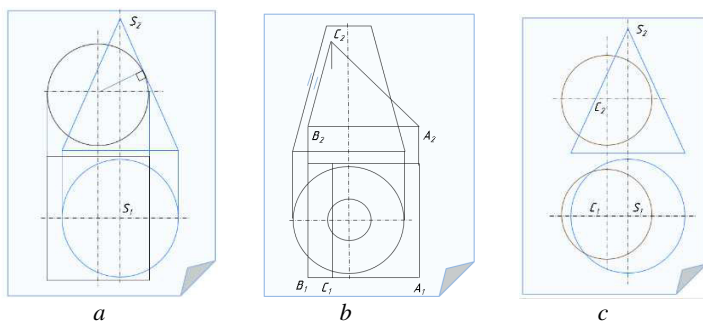 S₂
S₁
a
C₂
B₂ A₂
B₁ C₁ A₁
b
S₂
C₂
C₁ S₁
c